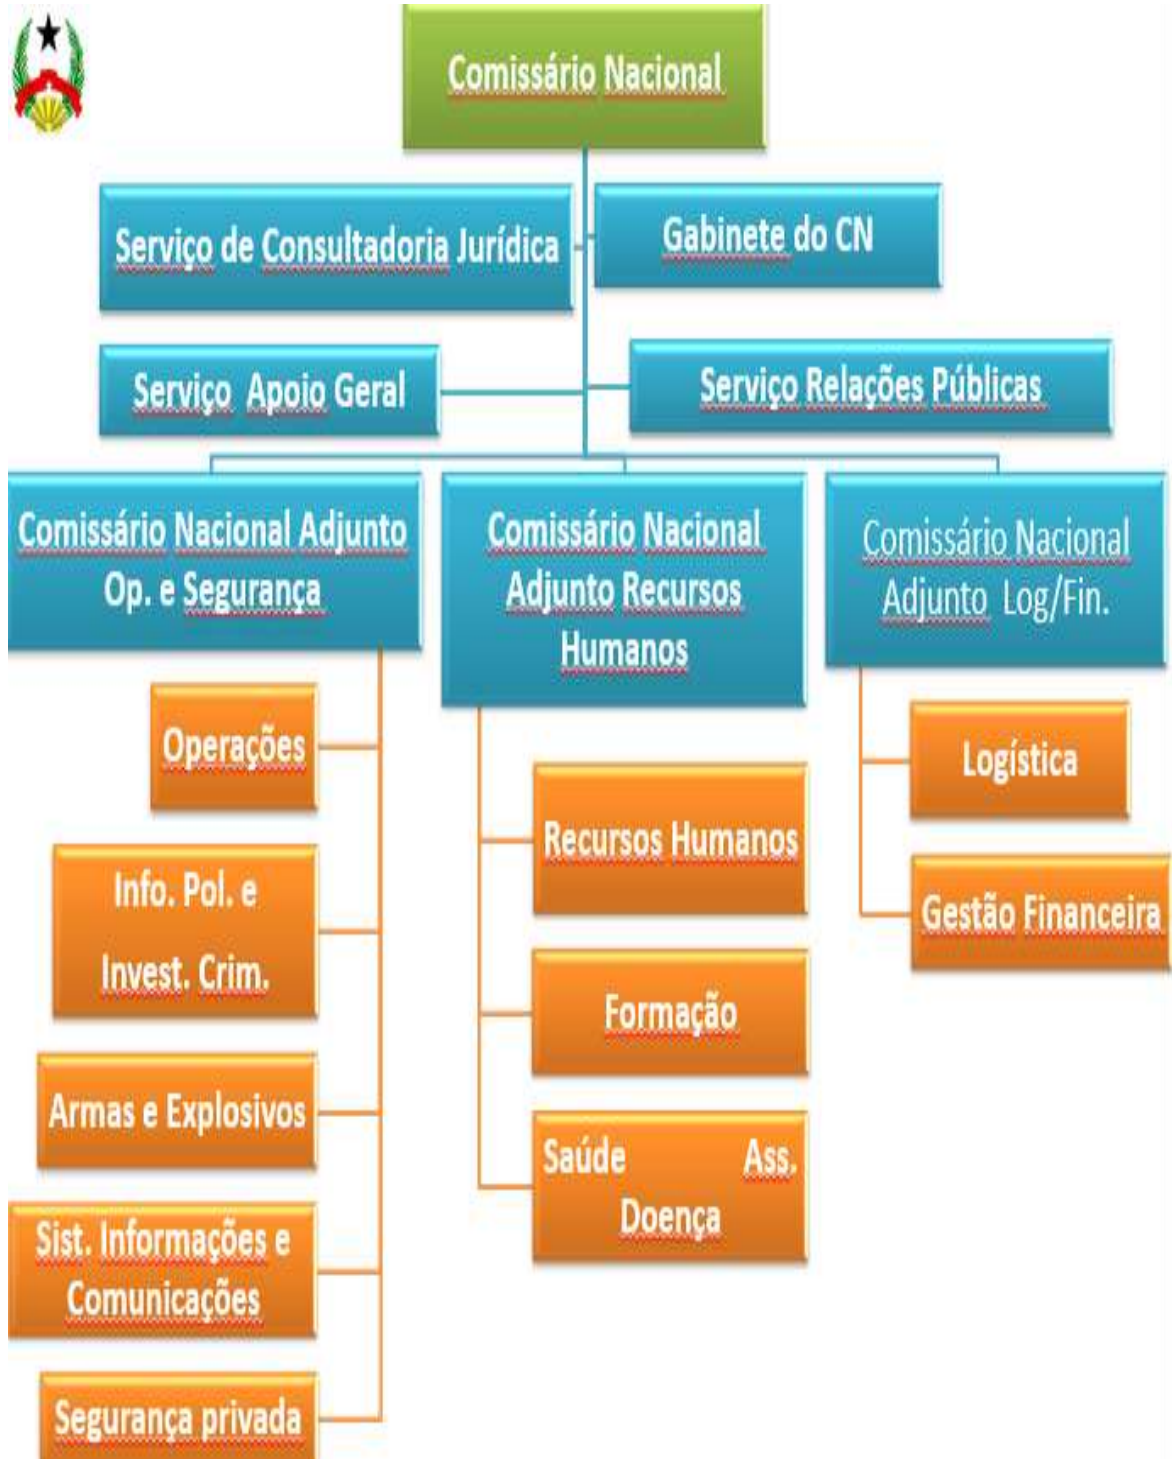 Comissário Nacional
Serviço de Consultadoria Jurídica
Gabinete do CN
Serviço Apoio Geral
Serviço Relações Públicas
Comissário Nacional Adjunto
Op. e Segurança
Comissário Nacional
Adjunto Recursos
Humanos
Comissário Nacional
Adjunto Log/Fin.
Operações
Info. Pol. e
Invest. Crim.
Armas e Explosivos
Sist. Informações e
Comunicações
Segurança privada
Recursos Humanos
Formação
Saúde Ass.
Doença
Logística
Gestão Financeira